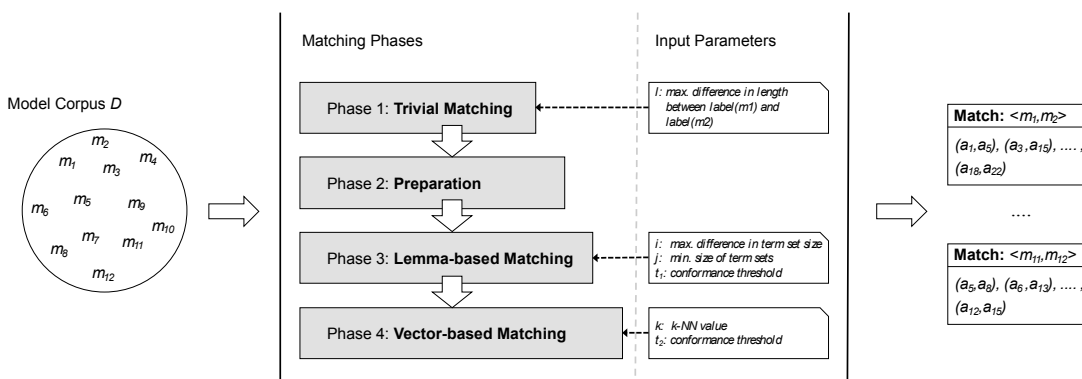 Model Corpus D
m2
m1
m3
m4
m5
m6
m9
m10
m7
m8
m11
m12
Matching Phases
Input Parameters
Phase 1: Trivial Matching
l: max. difference in length
between label(m1) and
label(m2)
Phase 2: Preparation
Phase 3: Lemma-based Matching
i: max. difference in term set size
j: min. size of term sets
t1: conformance threshold
Phase 4: Vector-based Matching
k: k-NN value
t2: conformance threshold
Match: <m1,m2>
(a1,a5), (a3,a15), .... ,
(a18,a22)
....
Match: <m11,m12>
(a5,a8), (a6,a13), .... ,
(a12,a15)